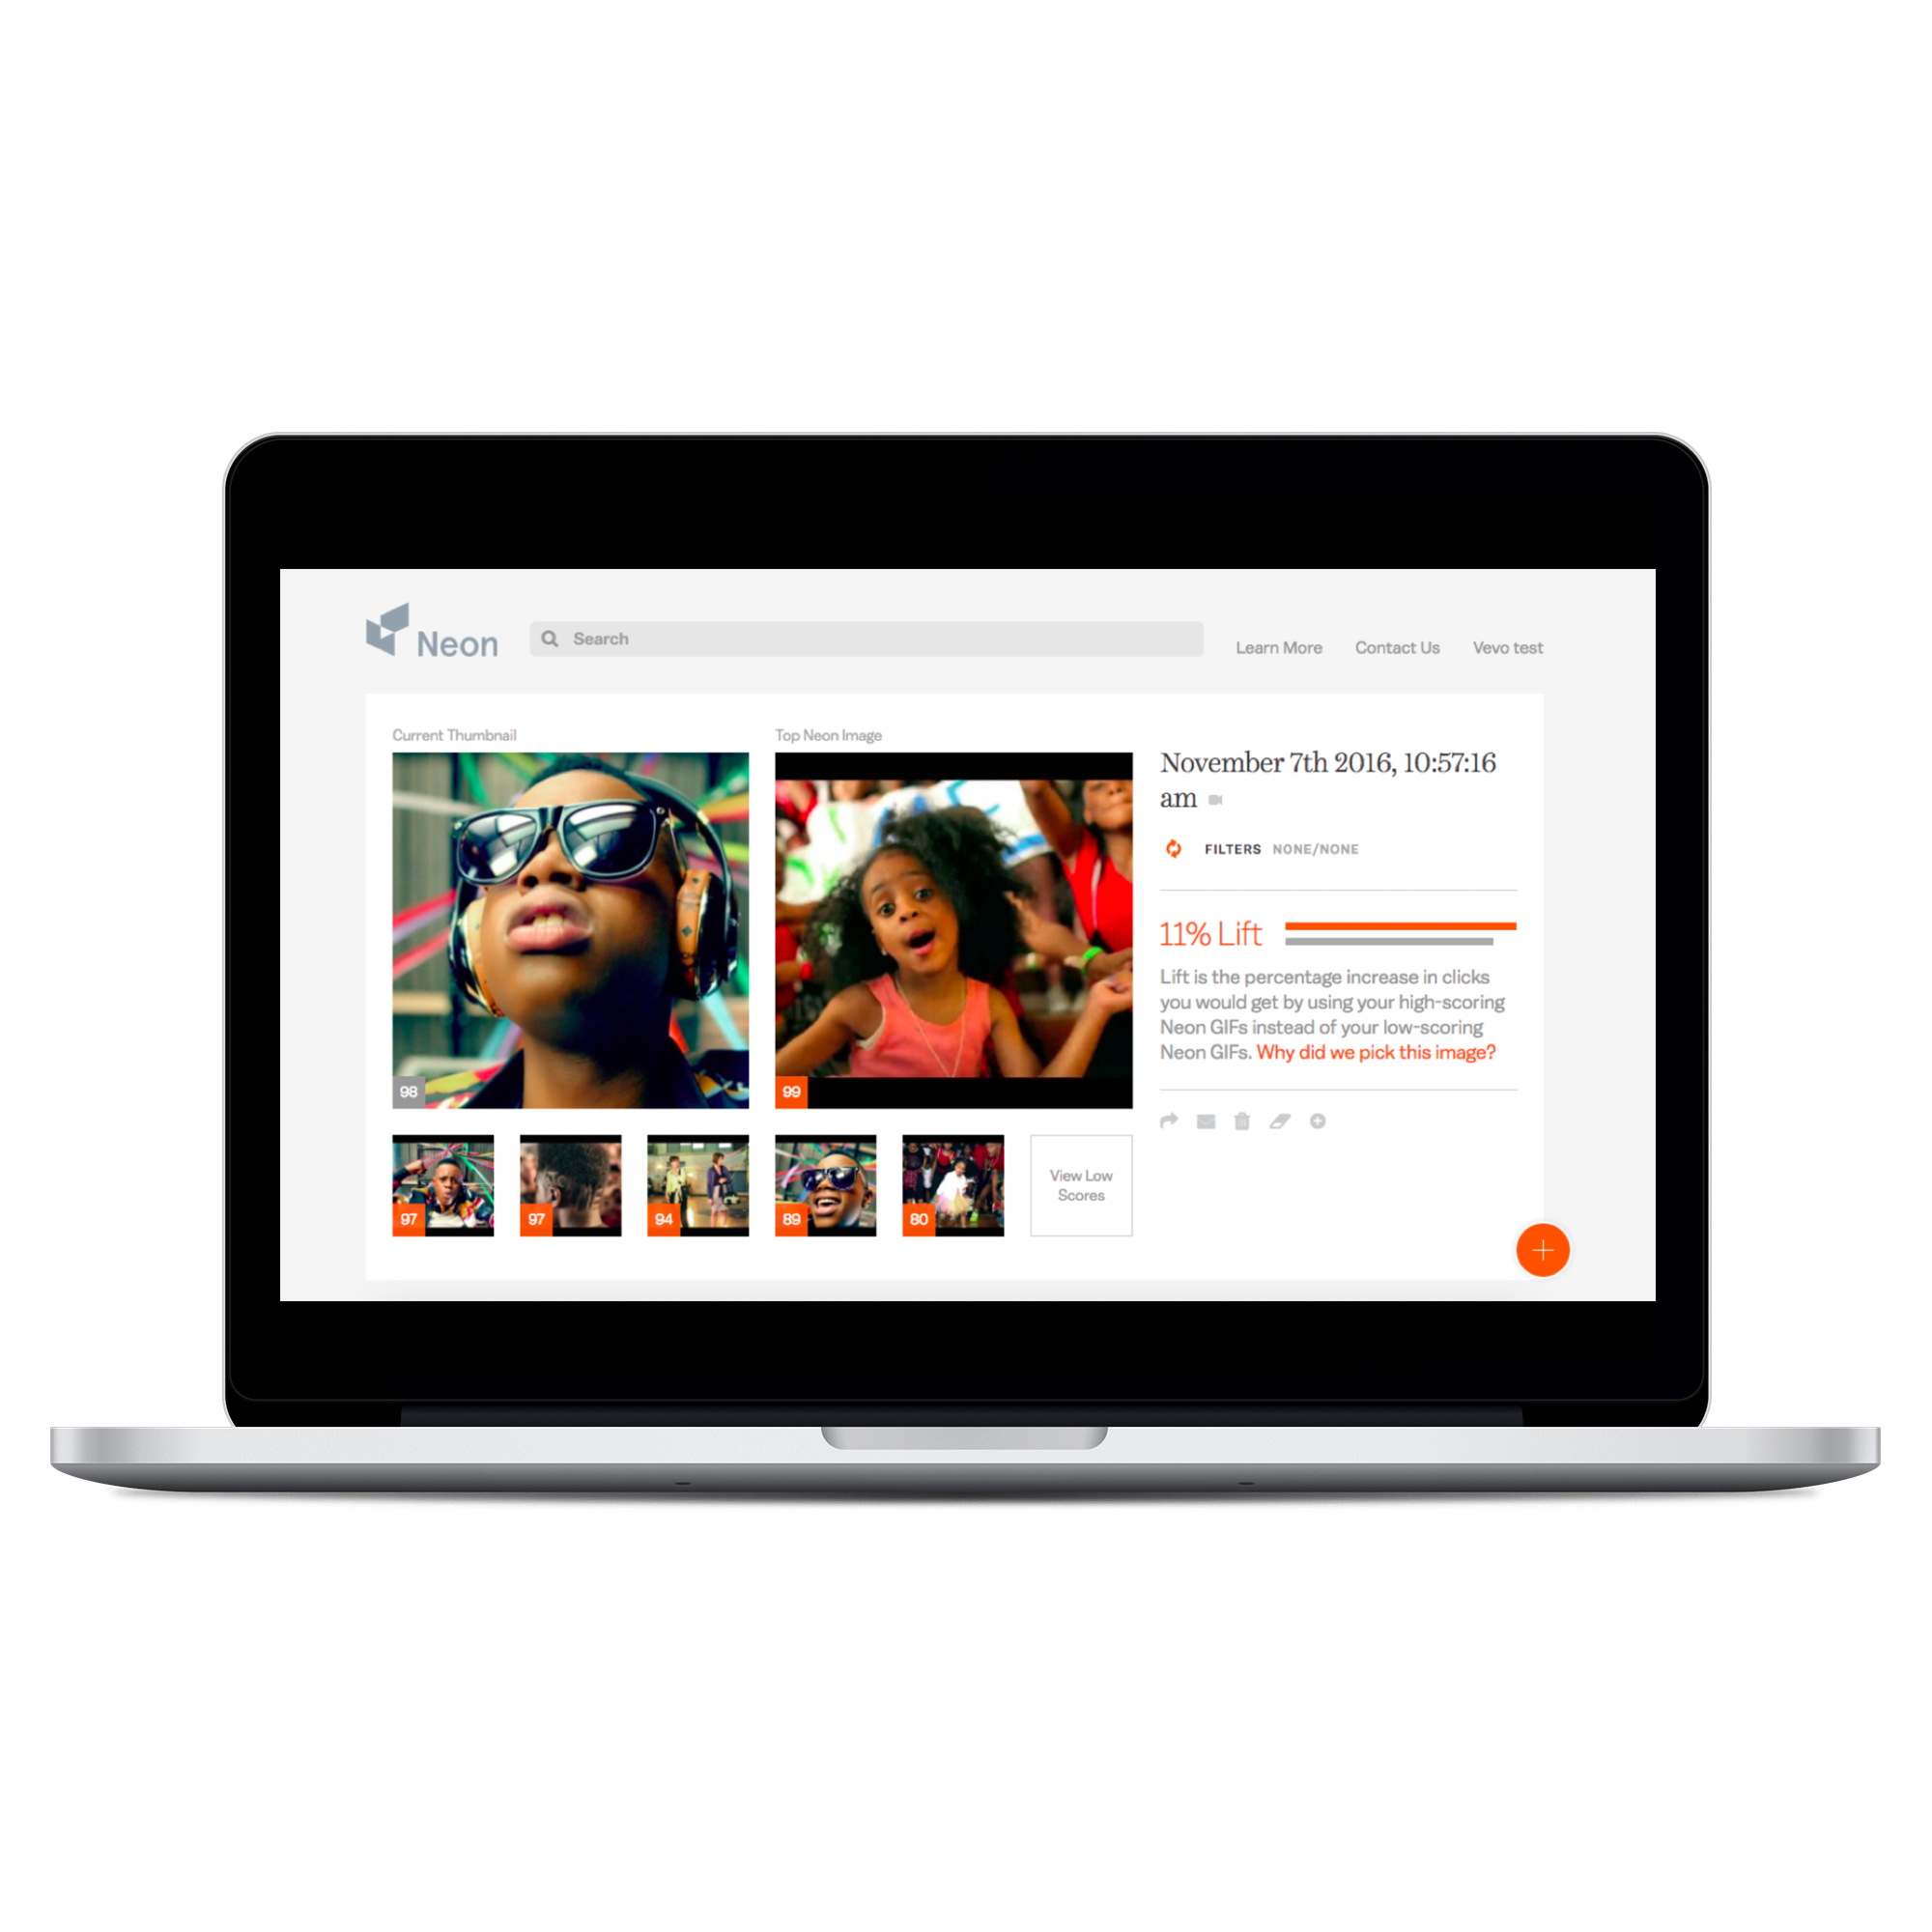 Neon
Search
Learn More
Contact Us
Vevo test
Current Thumbnail
Top Neon Image
98
99
97
97
94
89
80
View Low
Scores
November 7th 2016, 10:57:16
am
FILTERS NONE/NONE
11% Lift
Lift is the percentage increase in clicks
you would get by using your high-scoring
Neon GIFs instead of your low-scoring
Neon GIFs. Why did we pick this image?